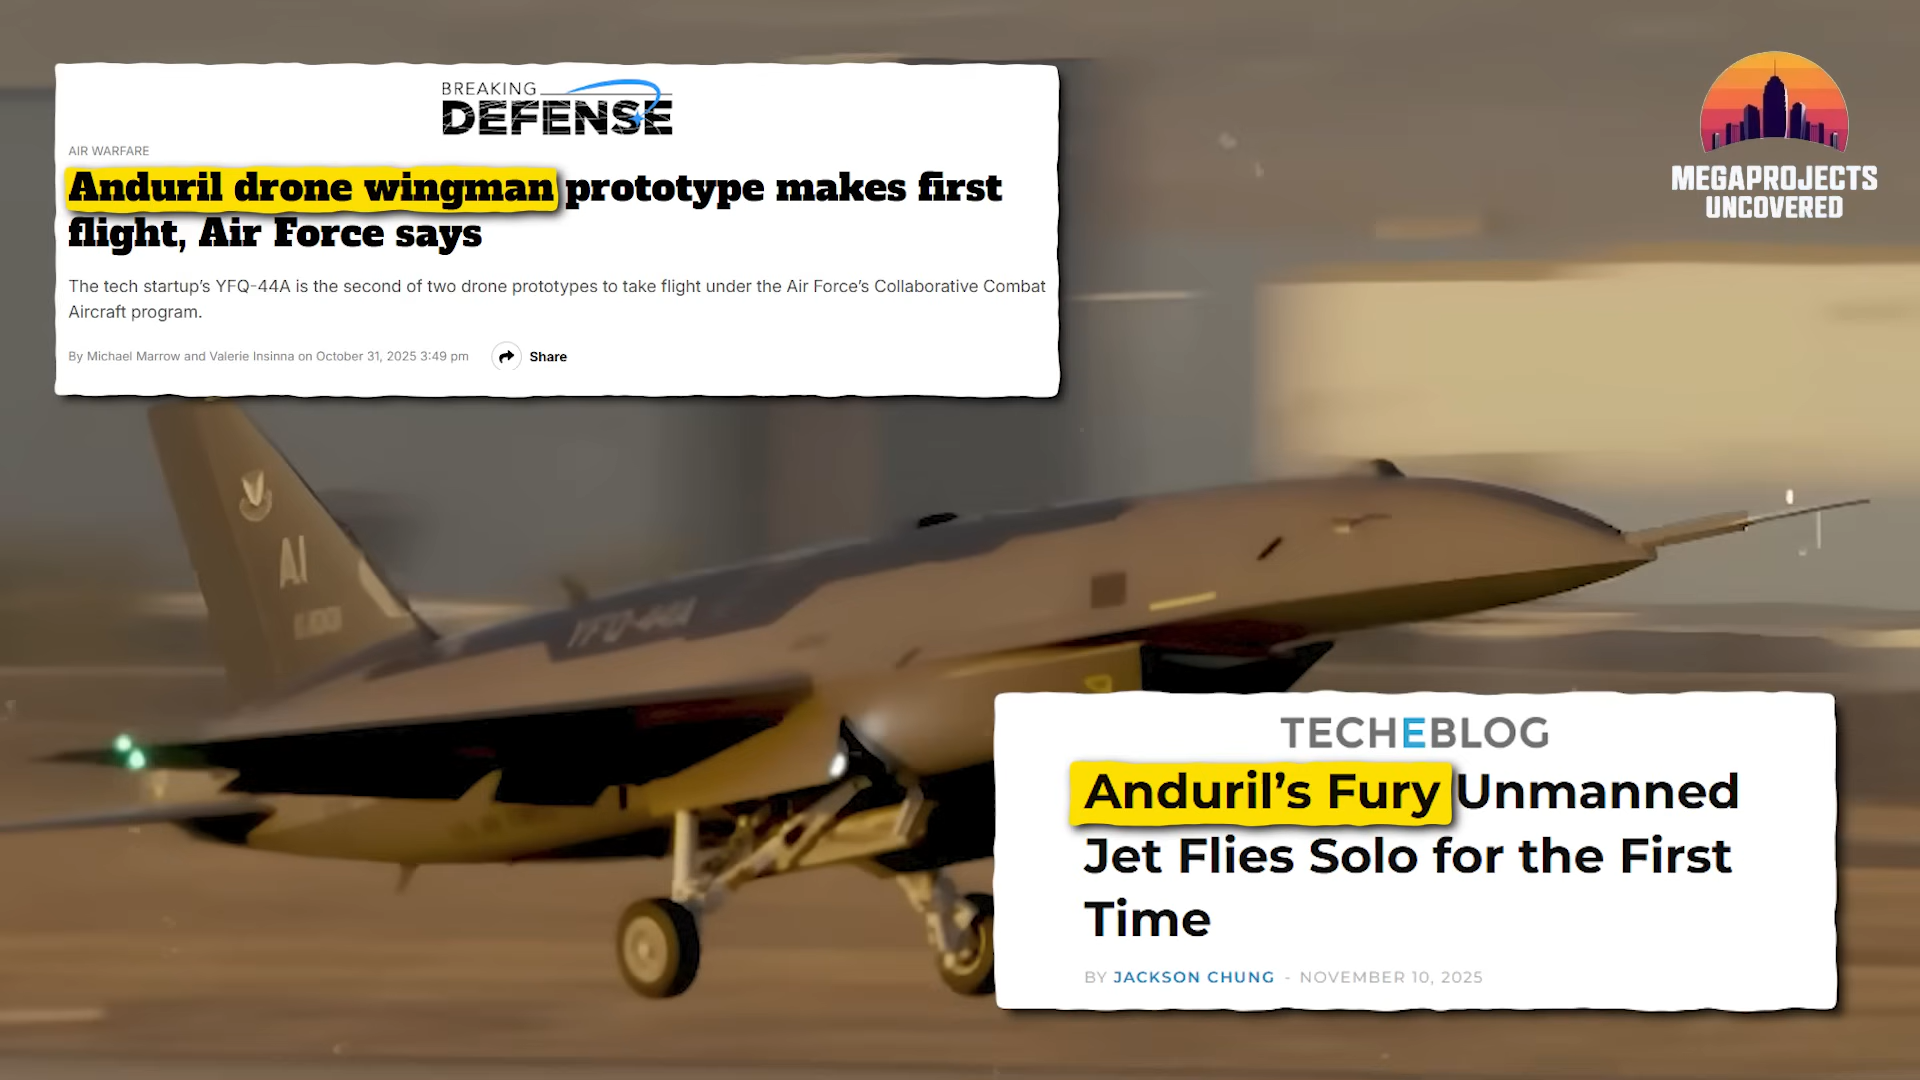 BREAKING
DEFENSE
AIR WARFARE
Anduril drone wingman prototype makes first
flight, Air Force says
The tech startup's YFQ-44A is the second of two drone prototypes to take flight under the Air Force's Collaborative Combat
Aircraft program.
By Michael Marrow and Valerie Insinna on October 31, 2025 3:49 pm
Share
MEGAPROJECTS
UNCOVERED
AI
YFQ-44A
TECHEBLOG
Anduril’s Fury Unmanned
Jet Flies Solo for the First
Time
BY JACKSON CHUNG - NOVEMBER 10, 2025